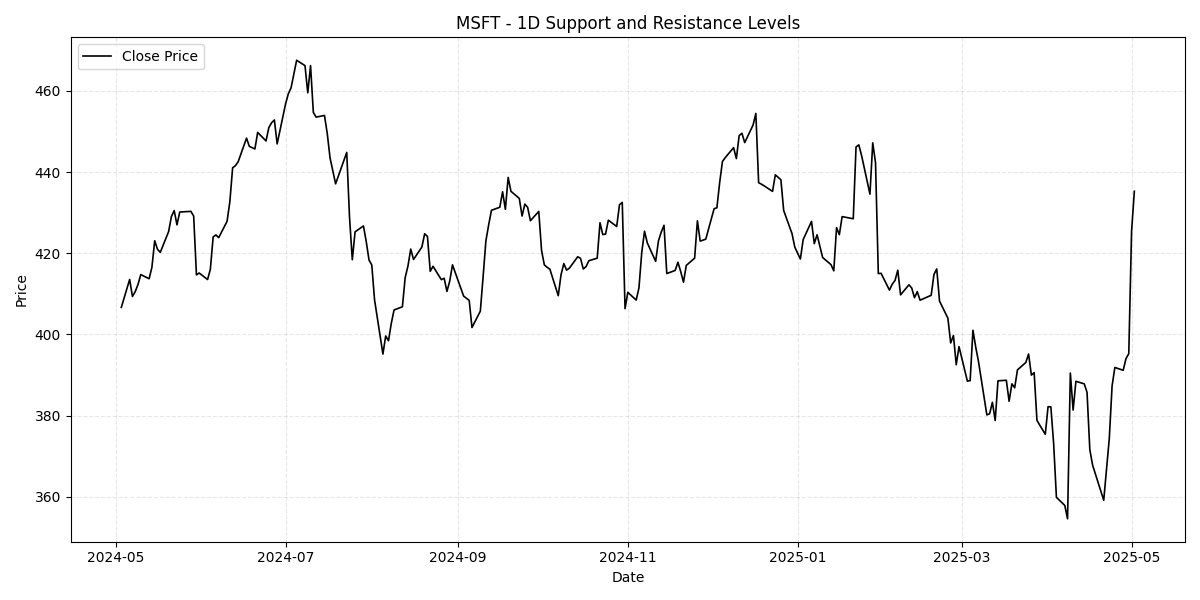 MSFT - 1D Support and Resistance Levels
Close Price
Price
460
440
420
400
380
360
2024-05 2024-07 2024-09 2024-11 2025-01 2025-03 2025-05
Date